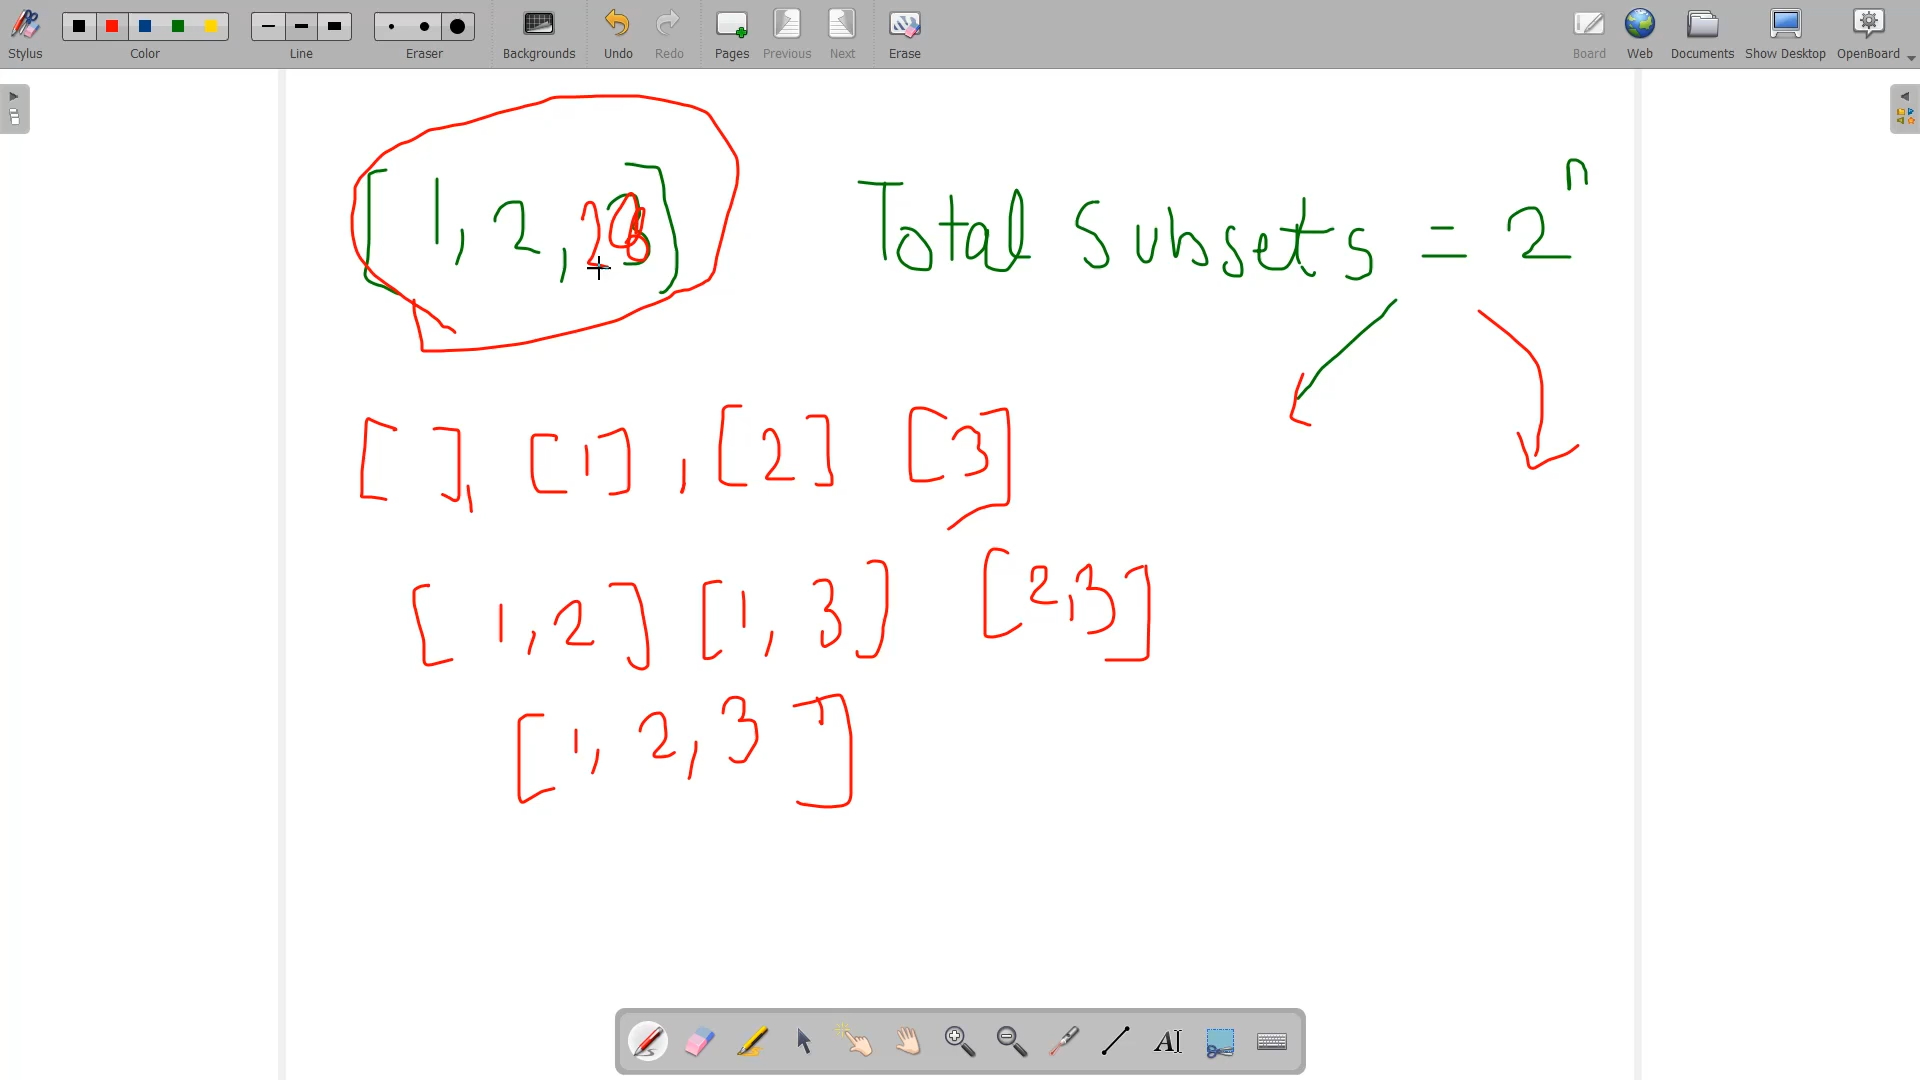 Stylus Color Line Eraser Backgrounds Undo Redo Pages Previous Next Erase Board Web Documents Show Desktop OpenBoard
[ 1, 2, ] Total Subsets = 2^n
[ ], [1], [2] [3]
[1,2] [1,3] [2,3]
[1, 2, 3]